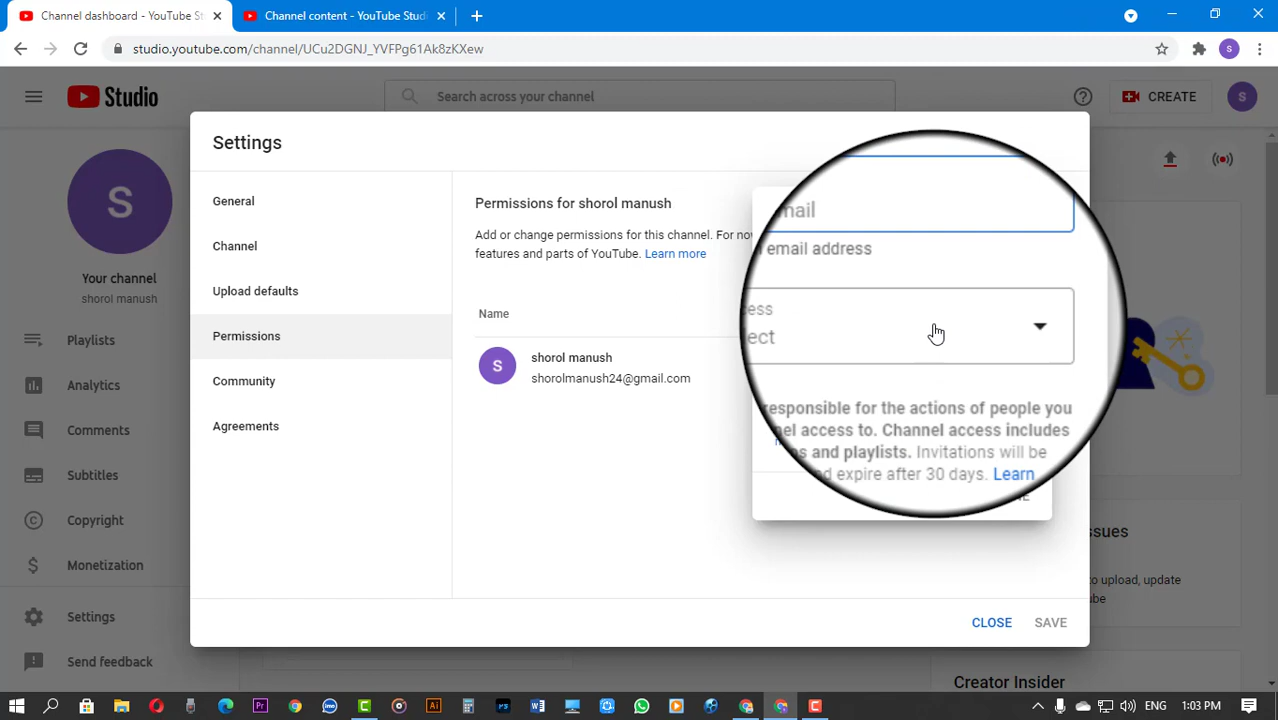 Channel dashboard - YouTube St
Channel content - YouTube Studi
studio.youtube.com/channel/UCu2DGNJ_YVFPg61Ak8zKXew
S
Studio
Search across your channel
CREATE
S
Settings
S
Your channel
shorol manush
Playlists
Analytics
Comments
Subtitles
Copyright
Monetization
Settings
Send feedback
General
Channel
Upload defaults
Permissions
Community
Agreements
Permissions for shorol manush
Add or change permissions for this channel. For now
features and parts of YouTube. Learn more
Name
S
shorol manush
shorolmanush24@gmail.com
mail
email address
ess
ect
responsible for the actions of people you
nel access to. Channel access includes
and playlists. Invitations will be
d expire after 30 days. Learn
CLOSE
SAVE
ssues
to upload, update
ube
Creator Insider
ENG
1:03 PM